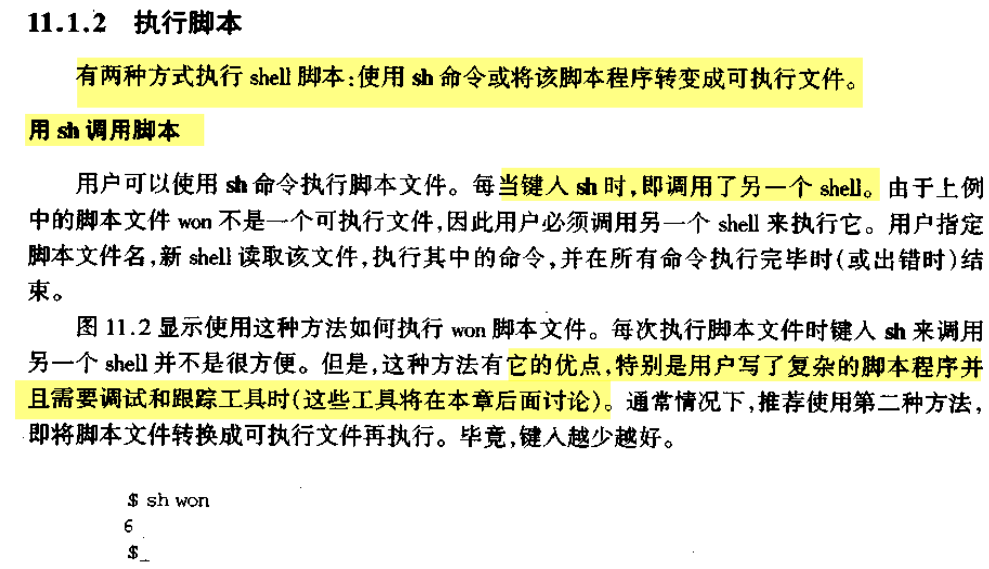 11.1.2 执行脚本
有两种方式执行 shell 脚本:使用 sh 命令或将该脚本程序转变成可执行文件。
用 sh 调用脚本
用户可以使用 sh 命令执行脚本文件。每当键人 sh 时,即调用了另一个 shell。由于上例
中的脚本文件 won 不是一个可执行文件,因此用户必须调用另一个 shell 来执行它。用户指定
脚本文件名,新 shell 读取该文件,执行其中的命令,并在所有命令执行完毕时(或出错时)结
束。
图 11.2 显示使用这种方法如何执行 won 脚本文件。每次执行脚本文件时键人 sh 来调用
另一个 shell 并不是很方便。但是,这种方法有它的优点,特别是用户写了复杂的脚本程序并
且需要调试和跟踪工具时(这些工具将在本章后面讨论)。通常情况下,推荐使用第二种方法,
即将脚本文件转换成可执行文件再执行。毕竟,键入越少越好。
$ sh won
6
$_